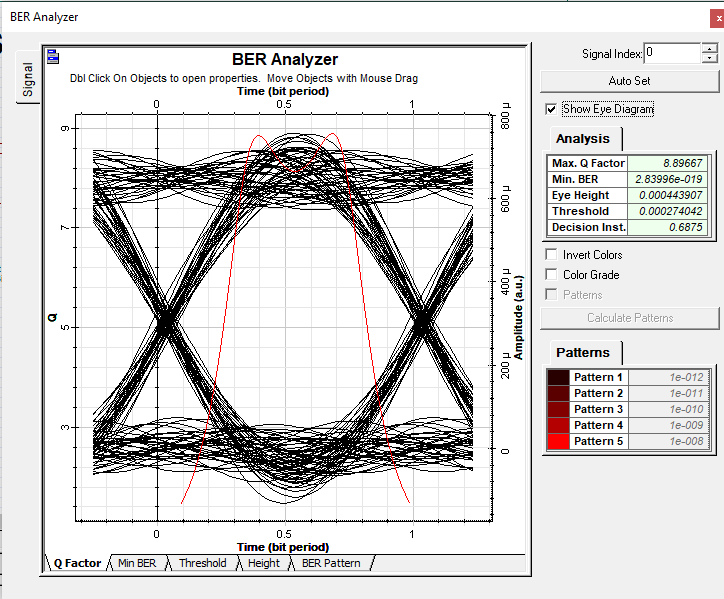 BER Analyzer
x
Signal
BER Analyzer
Dbl Click On Objects to open properties. Move Objects with Mouse Drag
Time (bit period)
0 0.5 1
9
7
5
3
Q
800 µ
600 µ
400 µ
200 µ
0
Amplitude (a.u.)
0 0.5 1
Time (bit period)
Q Factor Min BER Threshold Height BER Pattern
Signal Index: 0
Auto Set
Show Eye Diagram
Analysis
Max. Q Factor 8.89667
Min. BER 2.83996e-019
Eye Height 0.000443907
Threshold 0.000274042
Decision Inst. 0.6875
Invert Colors
Color Grade
Patterns
Calculate Patterns
Patterns
Pattern 1 1e-012
Pattern 2 1e-011
Pattern 3 1e-010
Pattern 4 1e-009
Pattern 5 1e-008